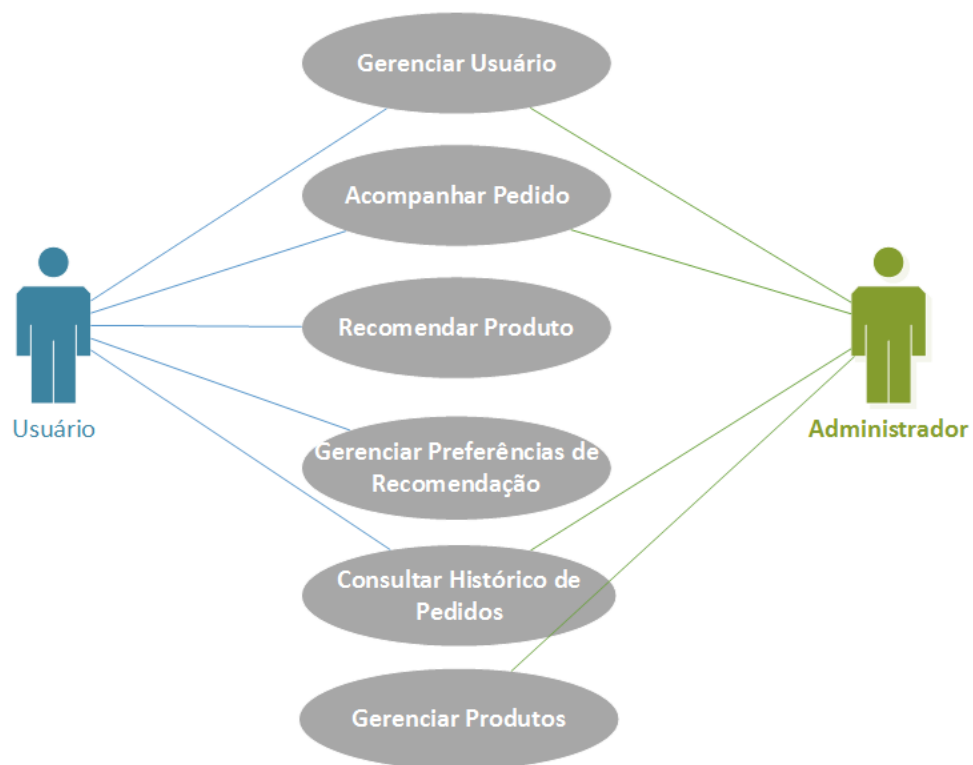 Gerenciar Usuário
Acompanhar Pedido
Recomendar Produto
Usuário
Administrador
Gerenciar Preferências de
Recomendação
Consultar Histórico de
Pedidos
Gerenciar Produtos